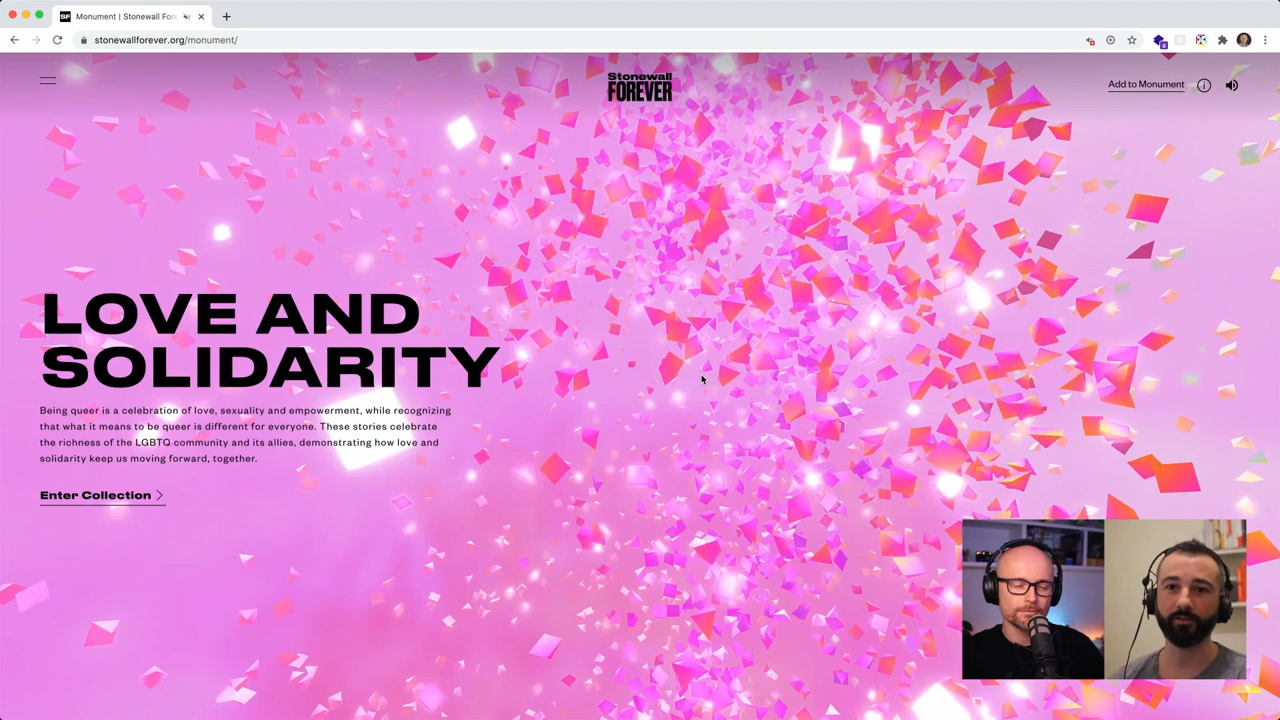 SF Monument | Stonewall Fore
stonewallforever.org/monument/
4
Stonewall
FOREVER
Add to Monument
LOVE AND
SOLIDARITY
Being queer is a celebration of love, sexuality and empowerment, while recognizing
that what it means to be queer is different for everyone. These stories celebrate
the richness of the LGBTQ community and its allies, demonstrating how love and
solidarity keep us moving forward, together.
Enter Collection